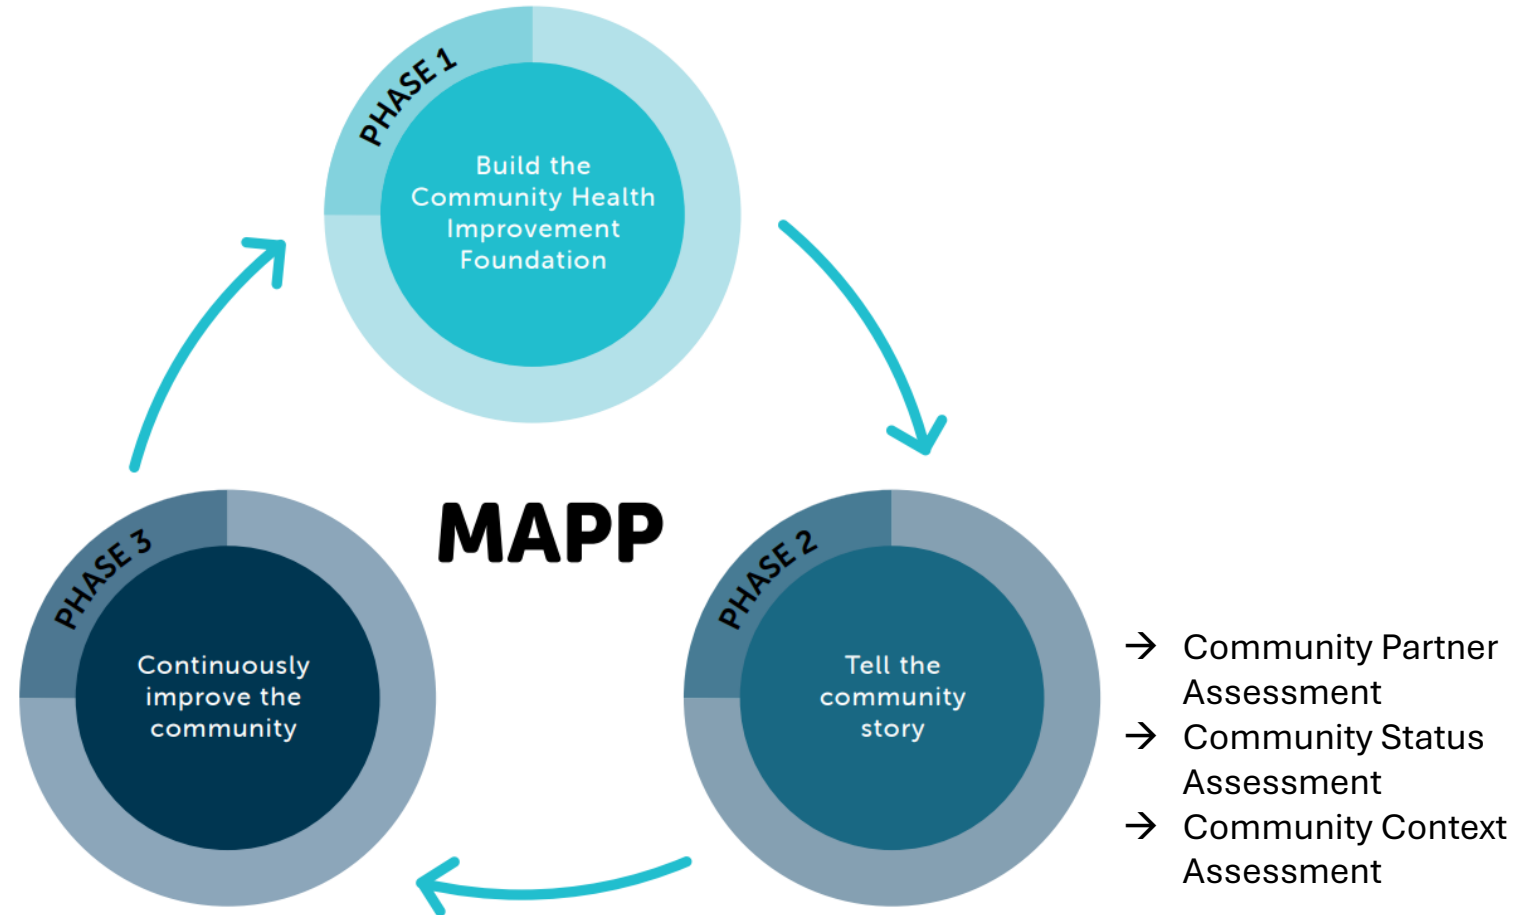 PHASE 1
Build the
Community Health
Improvement
Foundation
MAPP
PHASE 3
Continuously
improve the
community
PHASE 2
Tell the
community
story
→ Community Partner
Assessment
→ Community Status
Assessment
→ Community Context
Assessment